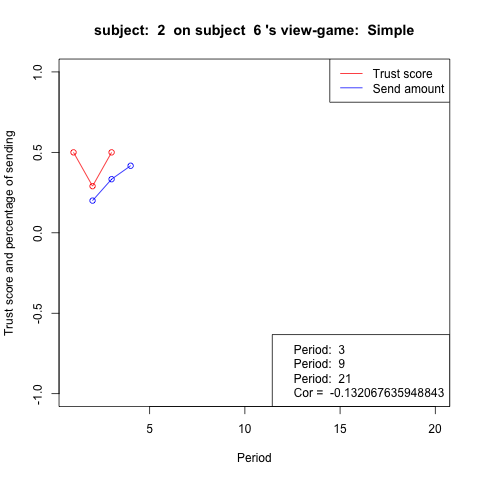 subject:  2  on subject  6 's view-game:  Simple
Trust score
Send amount
Trust score and percentage of sending
1.0
0.5
0.0
-0.5
-1.0
Period:  3
Period:  9
Period:  21
Cor =  -0.132067635948843
5
10
15
20
Period